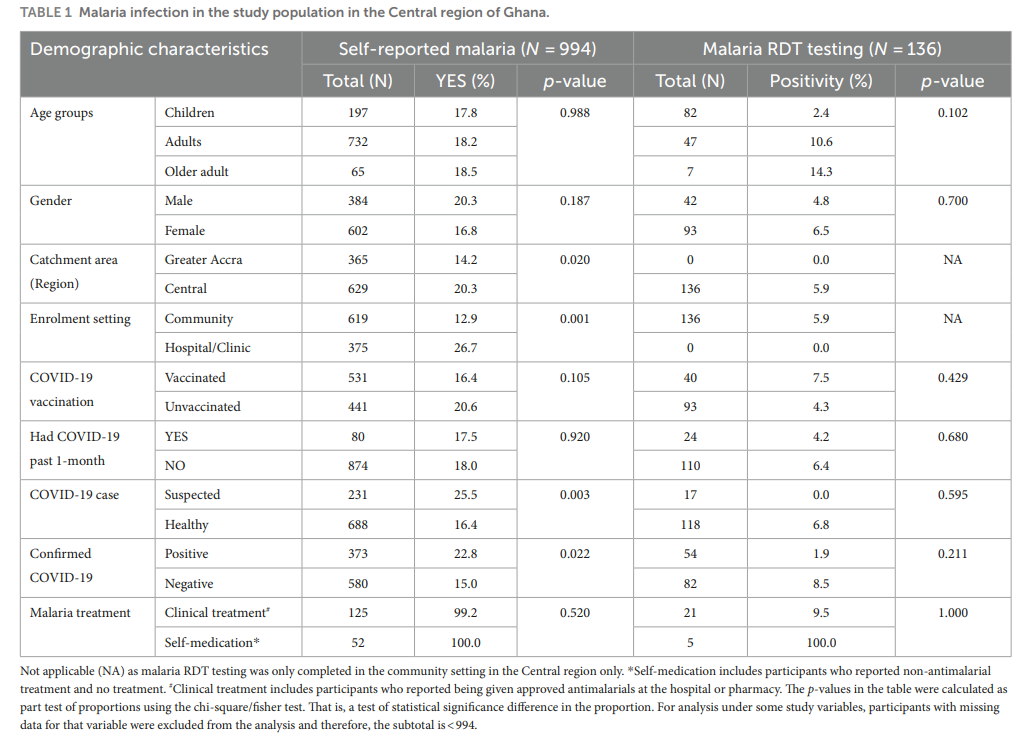 TABLE 1 Malaria infection in the study population in the Central region of Ghana.
Demographic characteristics Self-reported malaria (N = 994) Malaria RDT testing (N = 136)
Total (N) YES (%) p-value Total (N) Positivity (%) p-value
Age groups Children 197 17.8 0.988 82 2.4 0.102
Adults 732 18.2 47 10.6
Older adult 65 18.5 7 14.3
Gender Male 384 20.3 0.187 42 4.8 0.700
Female 602 16.8 93 6.5
Catchment area Greater Accra 365 14.2 0.020 0 0.0 NA
(Region) Central 629 20.3 136 5.9
Enrolment setting Community 619 12.9 0.001 136 5.9 NA
Hospital/Clinic 375 26.7 0 0.0
COVID-19 Vaccinated 531 16.4 0.105 40 7.5 0.429
vaccination Unvaccinated 441 20.6 93 4.3
Had COVID-19 YES 80 17.5 0.920 24 4.2 0.680
past 1-month NO 874 18.0 110 6.4
COVID-19 case Suspected 231 25.5 0.003 17 0.0 0.595
Healthy 688 16.4 118 6.8
Confirmed Positive 373 22.8 0.022 54 1.9 0.211
COVID-19 Negative 580 15.0 82 8.5
Malaria treatment Clinical treatment# 125 99.2 0.520 21 9.5 1.000
Self-medication* 52 100.0 5 100.0
Not applicable (NA) as malaria RDT testing was only completed in the community setting in the Central region only. *Self-medication includes participants who reported non-antimalarial
treatment and no treatment. #Clinical treatment includes participants who reported being given approved antimalarials at the hospital or pharmacy. The p-values in the table were calculated as
part test of proportions using the chi-square/fisher test. That is, a test of statistical significance difference in the proportion. For analysis under some study variables, participants with missing
data for that variable were excluded from the analysis and therefore, the subtotal is < 994.